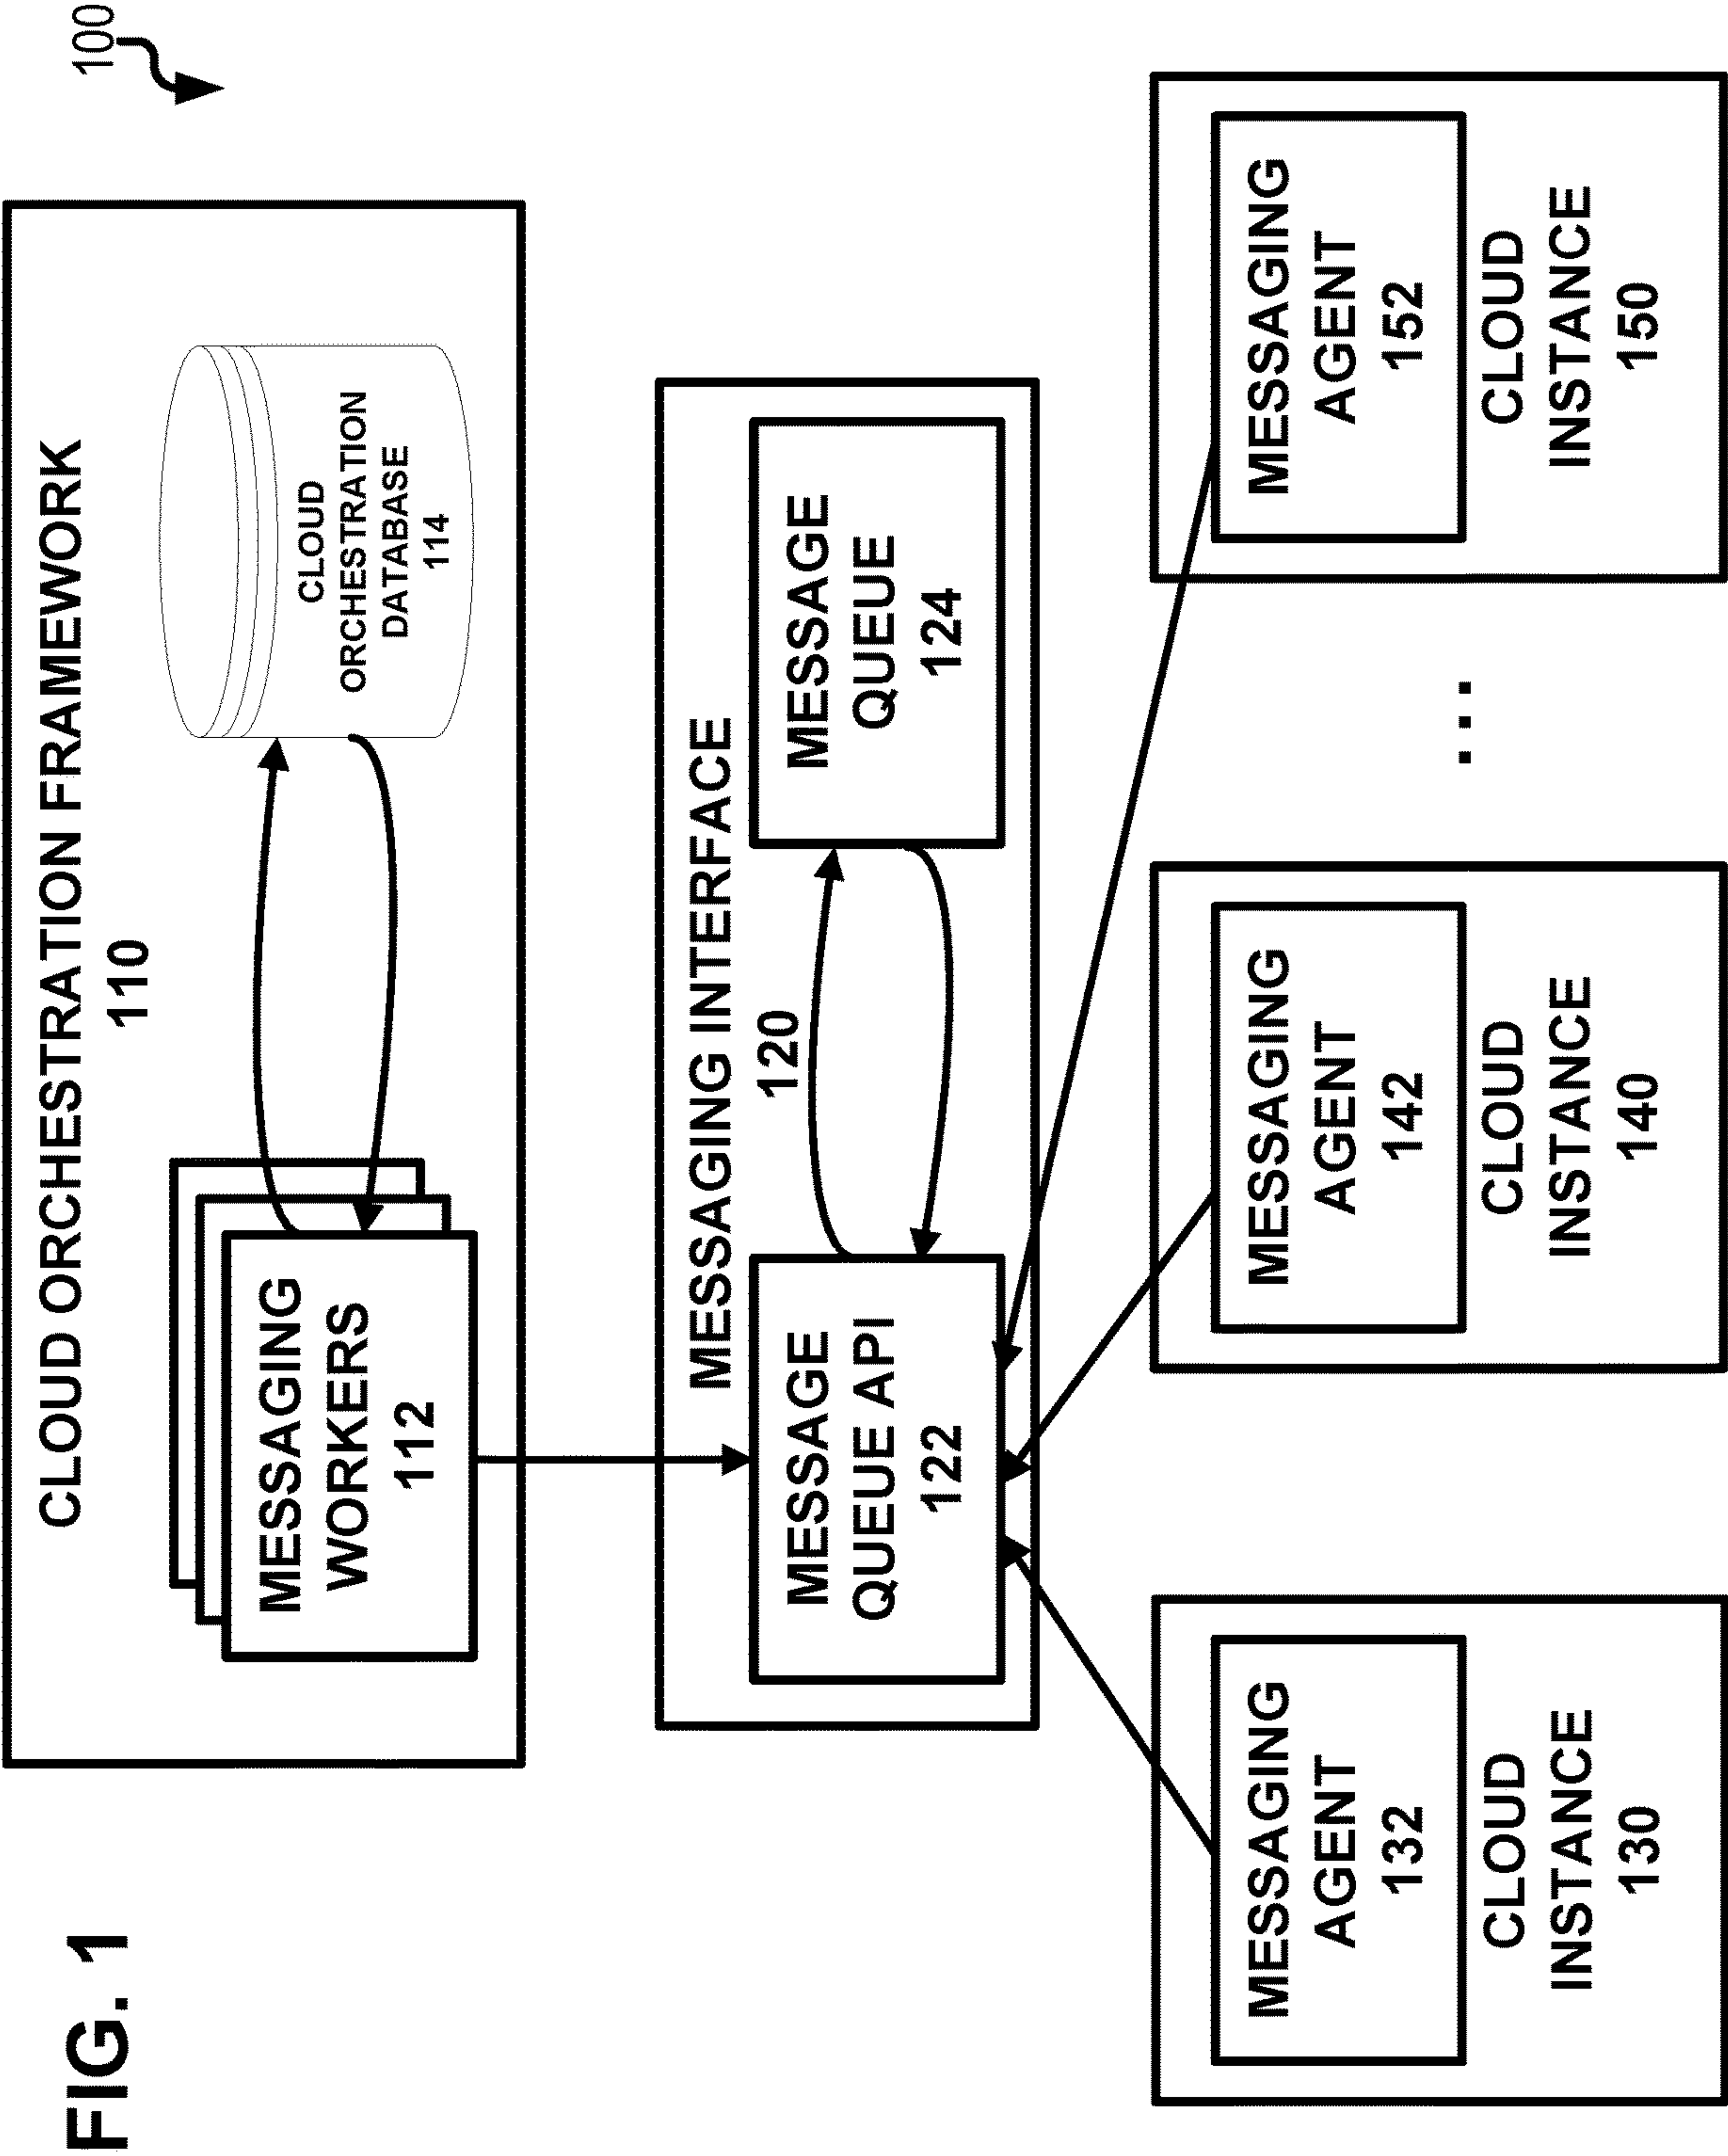 FIG. 1
100
CLOUD ORCHESTRATION FRAMEWORK
110
MESSAGING
WORKERS
112
CLOUD
ORCHESTRATION
DATABASE
114
MESSAGING INTERFACE
120
MESSAGE
QUEUE API
122
MESSAGE
QUEUE
124
MESSAGING
AGENT
132
CLOUD
INSTANCE
130
MESSAGING
AGENT
142
CLOUD
INSTANCE
140
...
MESSAGING
AGENT
152
CLOUD
INSTANCE
150